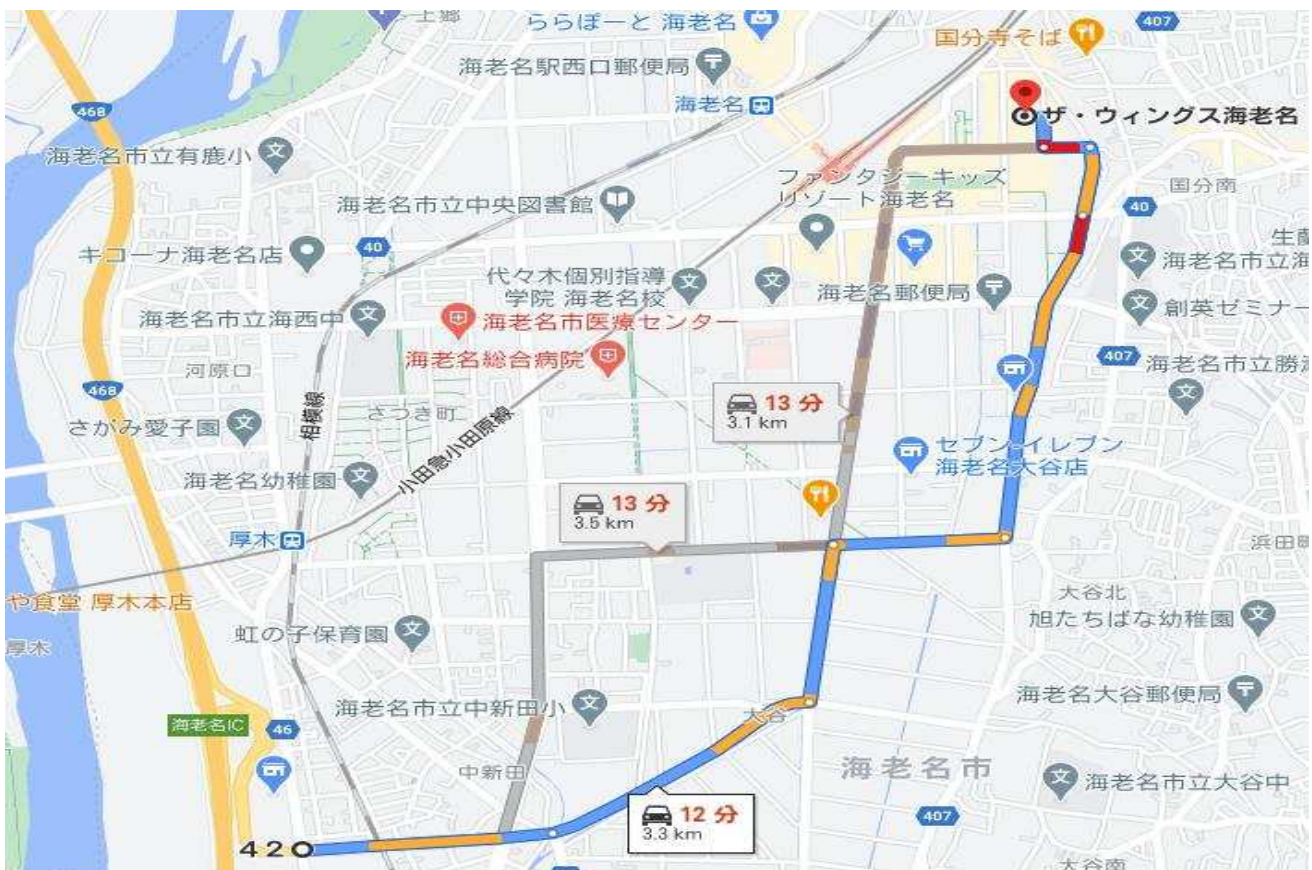 上郷
ららぽーと 海老名
407
国分寺そば
海老名駅西口郵便局
468
海老名
ザ・ウィングス海老名
海老名市立有鹿小
ファンタジーキッズ
リゾート海老名
国分南
海老名市立中央図書館
40
キコーナ海老名店
40
代々木個別指導
学院 海老名校
海老名郵便局
海老名市立海
海老名市立海西中
海老名市医療センター
創英ゼミナー
河原口
海老名総合病院
407
海老名市立勝
468
さつき町
13 分
3.1 km
相模線
さがみ愛子園
小田急小田原線
セブン-イレブン
海老名大谷店
海老名幼稚園
13 分
3.5 km
厚木
浜田町
や食堂 厚木本店
大谷北
旭たちばな幼稚園
虹の子保育園
厚木
海老名大谷郵便局
海老名IC
46
海老名市立中新田小
大谷
中新田
海老名市
海老名市立大谷中
12 分
3.3 km
407
42
大谷南